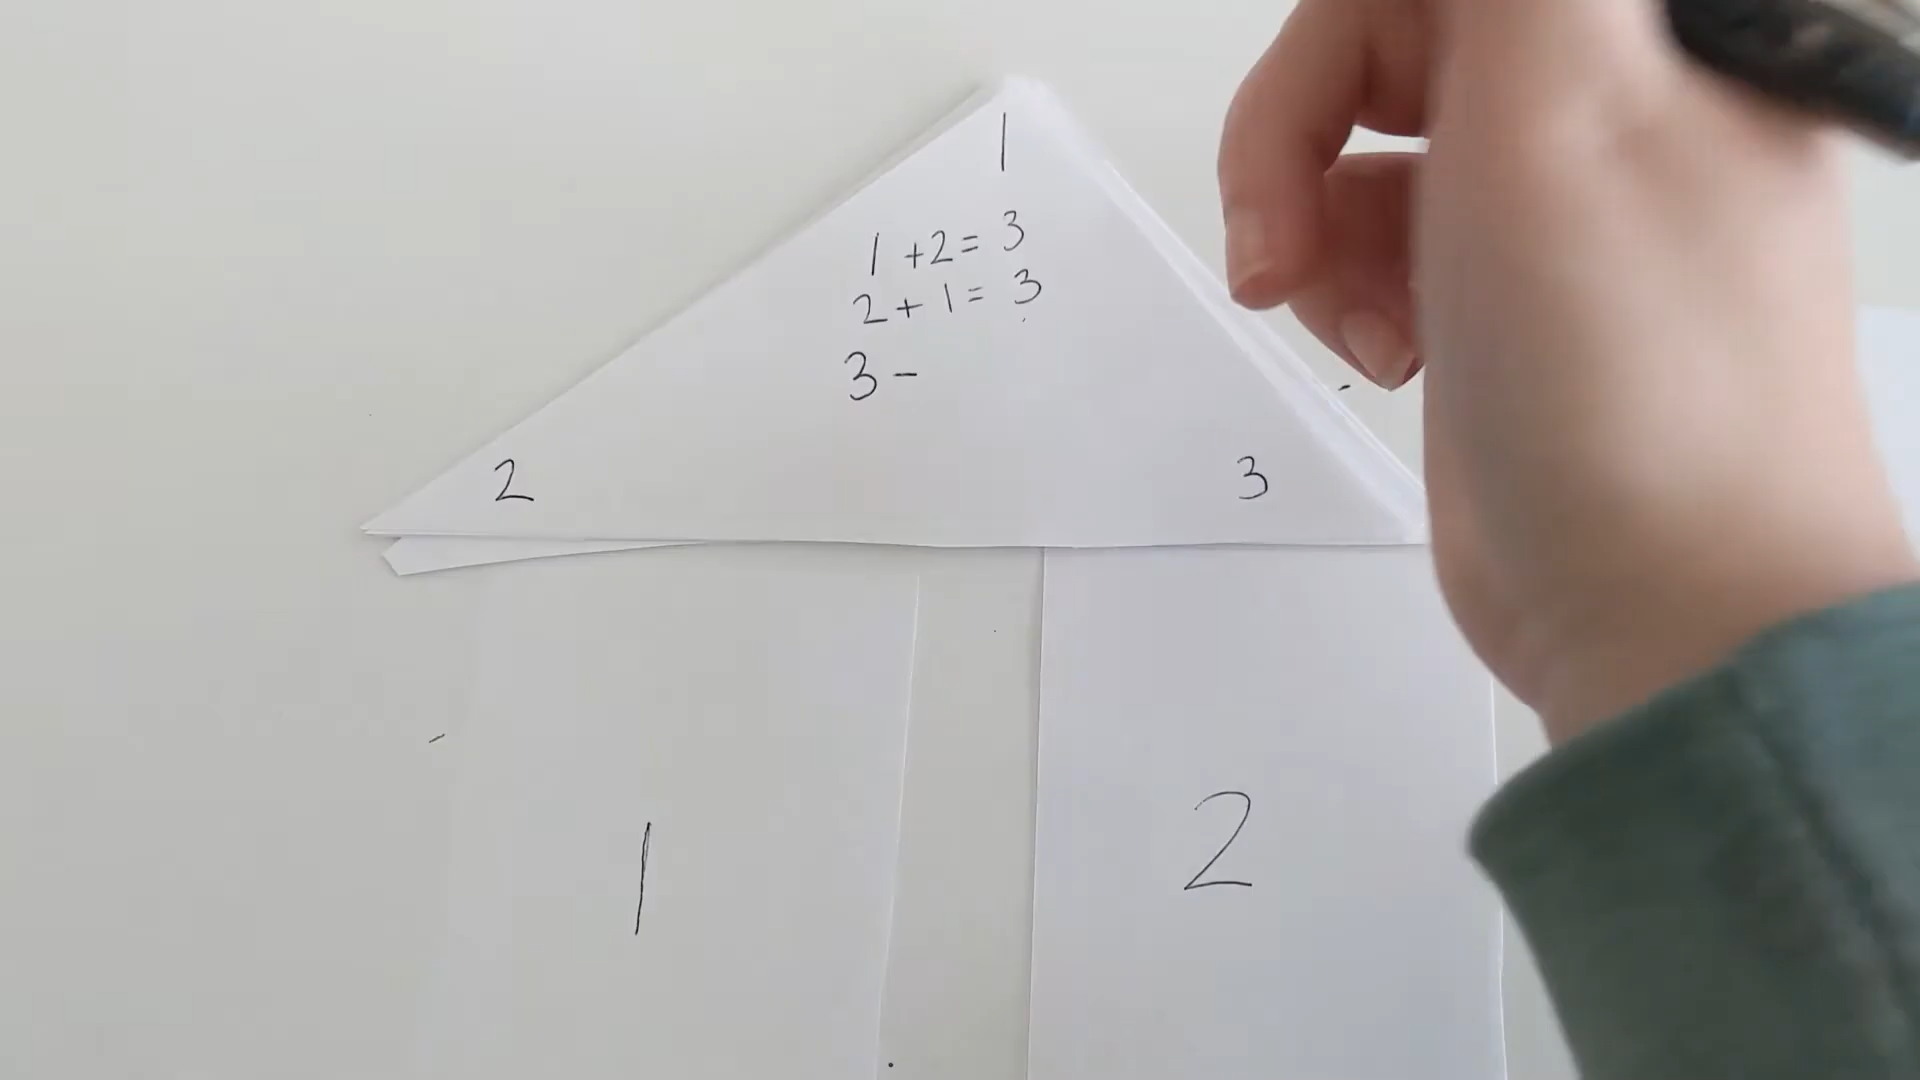 1
1 + 2 = 3
2 + 1 = 3
3 -
2 3
1 2